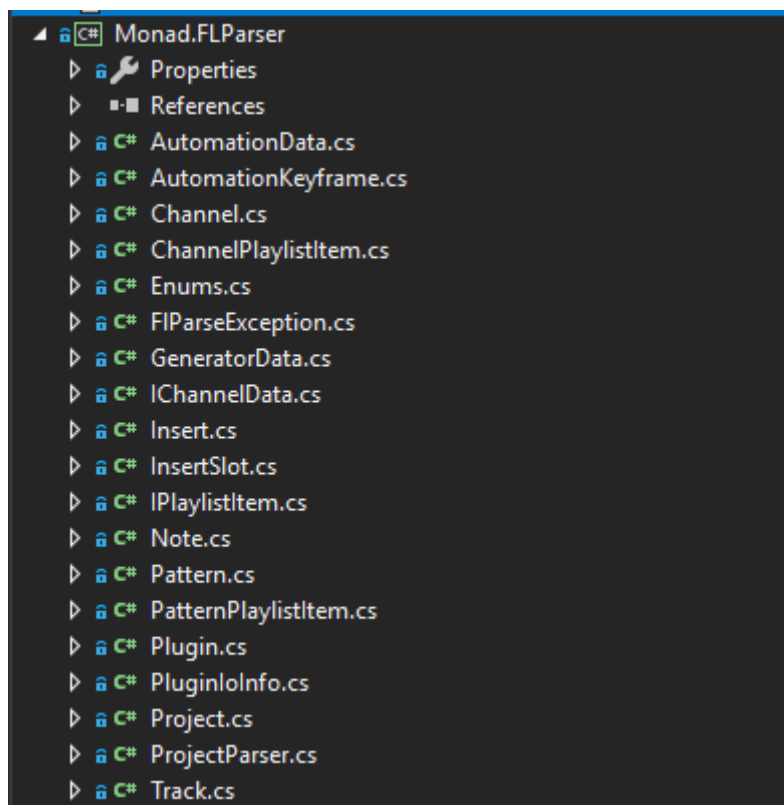 C# Monad.FLParser
Properties
References
C# AutomationData.cs
C# AutomationKeyframe.cs
C# Channel.cs
C# ChannelPlaylistItem.cs
C# Enums.cs
C# FlParseException.cs
C# GeneratorData.cs
C# IChannelData.cs
C# Insert.cs
C# InsertSlot.cs
C# IPlaylistItem.cs
C# Note.cs
C# Pattern.cs
C# PatternPlaylistItem.cs
C# Plugin.cs
C# PluginIoInfo.cs
C# Project.cs
C# ProjectParser.cs
C# Track.cs